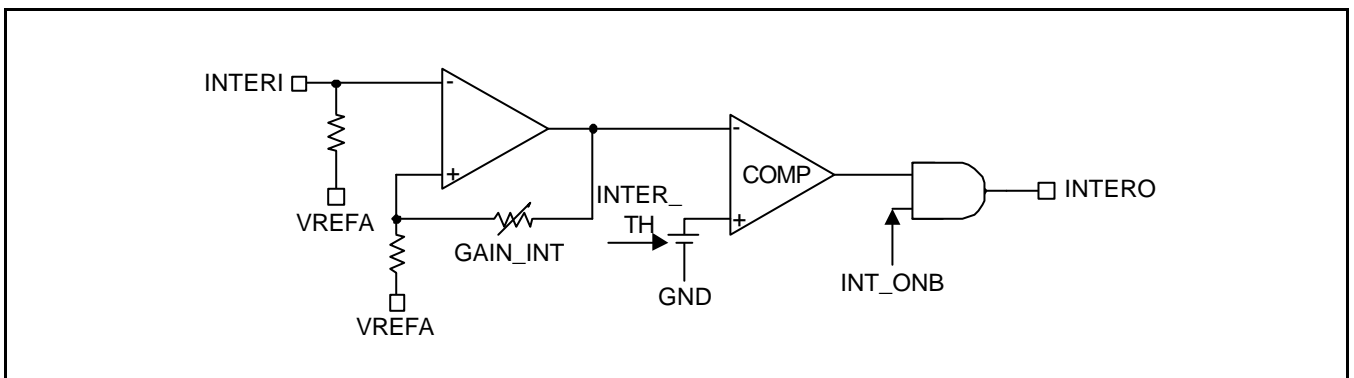 INTERI
-
+
VREFA
GAIN_INT
VREFA
INTER_
TH
GND
-
COMP
+
INT_ONB
INTERO